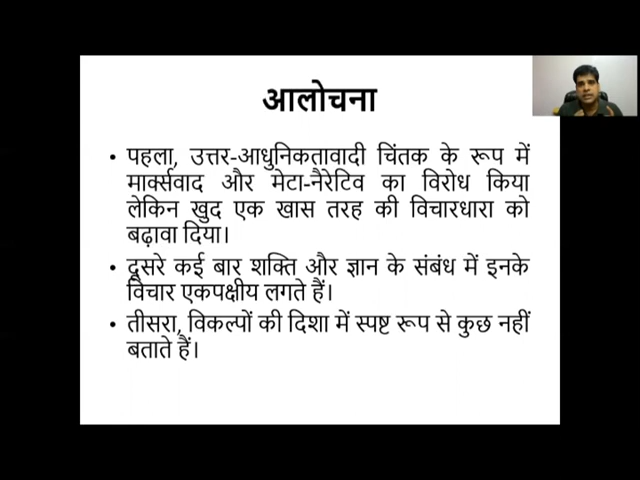 आलोचना
• पहला, उत्तर-आधुनिकतावादी चिंतक के रूप में
मार्क्सवाद और मेटा-नैरेटिव का विरोध किया
लेकिन खुद एक खास तरह की विचारधारा को
बढ़ावा दिया।
• दूसरे कई बार शक्ति और ज्ञान के संबंध में इनके
विचार एकपक्षीय लगते हैं।
• तीसरा, विकल्पों की दिशा में स्पष्ट रूप से कुछ नहीं
बताते हैं।